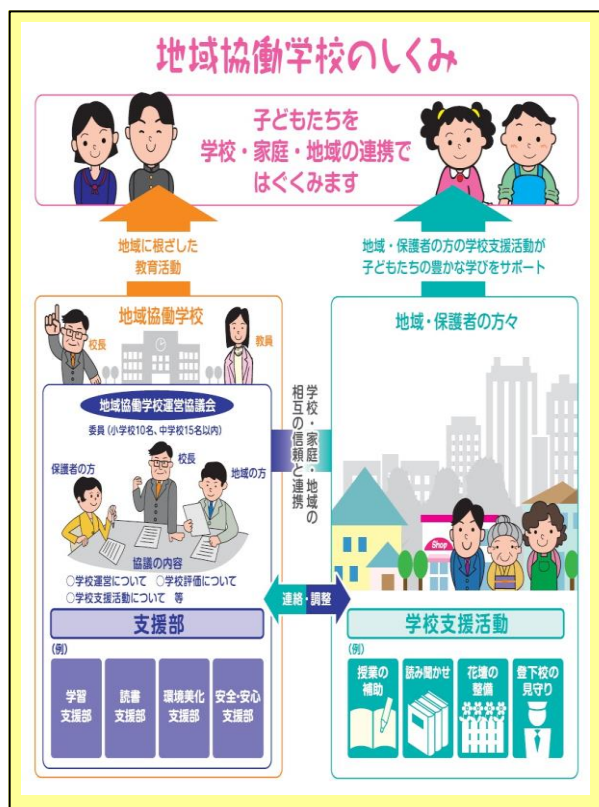 地域協働学校のしくみ
子どもたちを
学校・家庭・地域の連携で
はぐくみます
地域に根ざした
教育活動
地域・保護者の方の学校支援活動が
子どもたちの豊かな学びをサポート
地域協働学校
校長
教員
地域協働学校運営協議会
委員（小学校10名、中学校15名以内）
保護者の方
校長
地域の方
協議の内容
○学校運営について ○学校評価について
○学校支援活動について 等
支援部
（例）
学習
支援部
読書
支援部
環境美化
支援部
安全・安心
支援部
学校・家庭・地域の
相互の信頼と連携
連絡・調整
地域・保護者の方々
Shop
学校支援活動
（例）
授業の
補助
読み聞かせ
花壇の
整備
登下校の
見守り